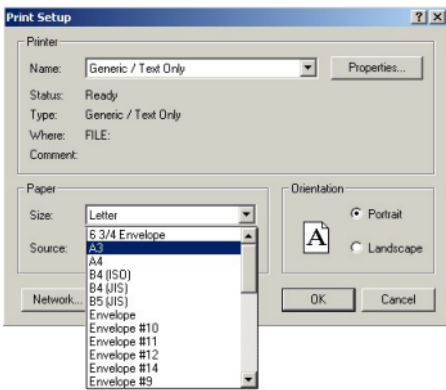 Print Setup
Printer
Name: Generic / Text Only Properties...
Status: Ready
Type: Generic / Text Only
Where: FILE:
Comment:
Paper Orientation
Size: Letter Portrait
6 3/4 Envelope
Source: A3 A Landscape
A4
B4 (ISO)
B4 (JIS)
B5 (JIS)
Network... Envelope OK Cancel
Envelope #10
Envelope #11
Envelope #12
Envelope #14
Envelope #9